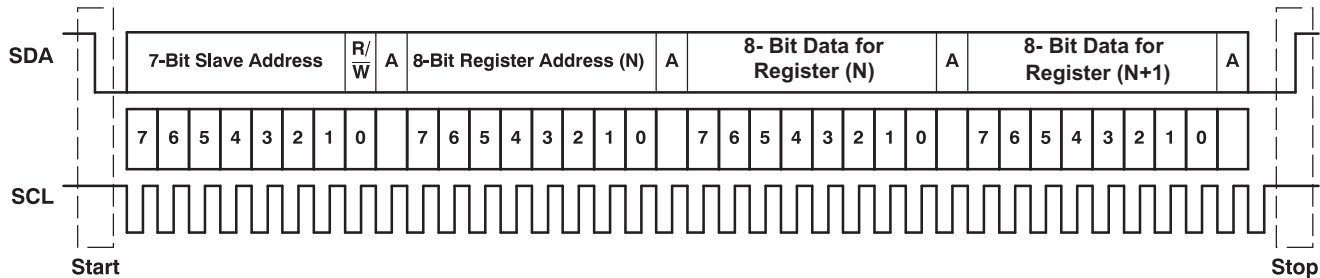 SDA
7-Bit Slave Address
R/
W
A
8-Bit Register Address (N)
A
8- Bit Data for
Register (N)
A
8- Bit Data for
Register (N+1)
A
7 6 5 4 3 2 1 0 7 6 5 4 3 2 1 0 7 6 5 4 3 2 1 0 7 6 5 4 3 2 1 0
SCL
Start
Stop